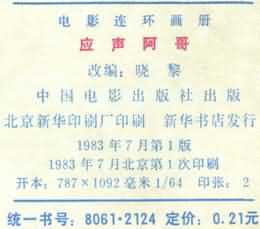 电影连环画册
应声阿哥
改编：晓黎
中国电影出版社出版
北京新华印刷厂印刷 新华书店发行
1983年7月第1版
1983年7月北京第1次印刷
开本：787×1092毫米1/64 印张：2
统一书号：8061·2124 定价：0.21元